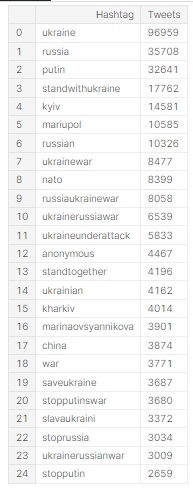 Hashtag Tweets
0 ukraine 96959
1 russia 35708
2 putin 32641
3 standwithukraine 17762
4 kyiv 14581
5 mariupol 10585
6 russian 10326
7 ukrainewar 8477
8 nato 8399
9 russiaukrainewar 8058
10 ukrainerussiawar 6539
11 ukraineunderattack 5833
12 anonymous 4467
13 standtogether 4196
14 ukrainian 4162
15 kharkiv 4014
16 marinaovsyannikova 3901
17 china 3874
18 war 3771
19 saveukraine 3687
20 stopputinswar 3680
21 slavaukraini 3372
22 stoprussia 3034
23 ukrainerussianwar 3009
24 stopputin 2659